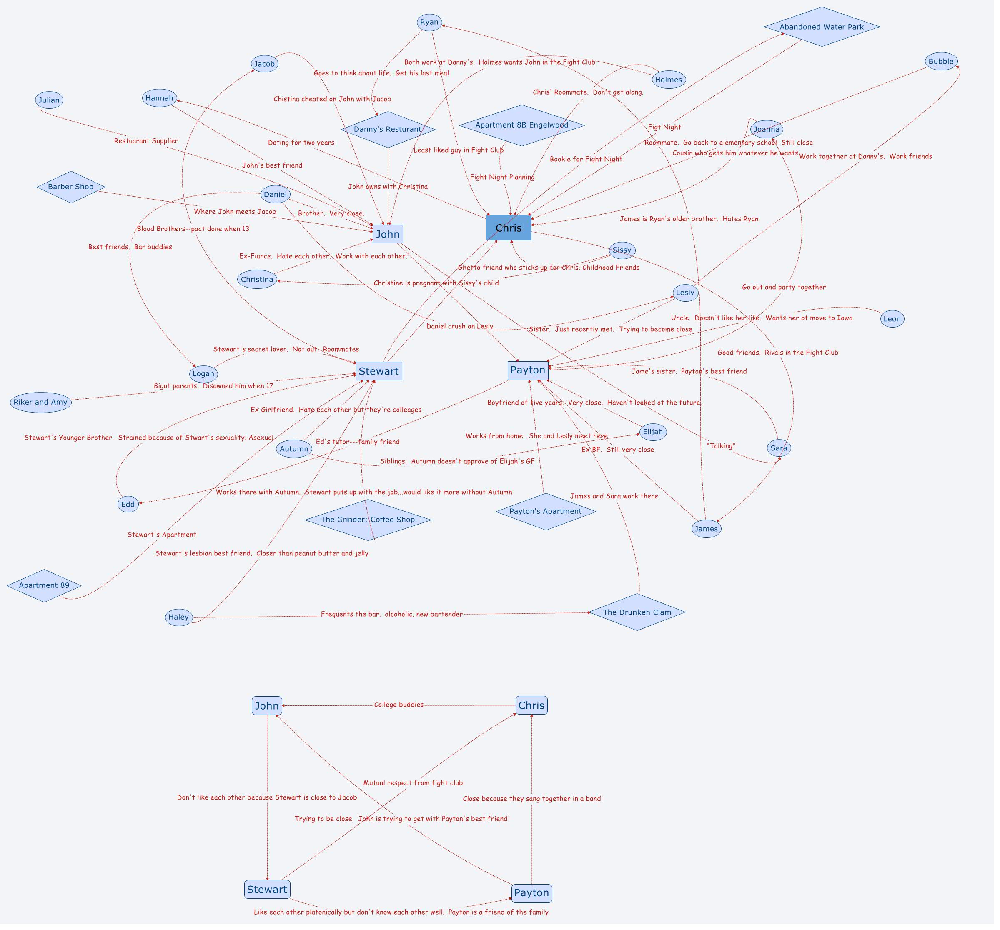 Ryan
Abandoned Water Park
Jacob
Both work at Danny's.  Holmes wants John in the Fight Club
Bubble
Goes to think about life.  Get his last meal
Holmes
Chris' Roommate.  Don't get along.
Julian
Hannah
Chistina cheated on John with Jacob
Danny's Resturant
Apartment 8B Engelwood
Figt Night
Joanna
Restuarant Supplier
Dating for two years
Roommate.  Go back to elementary school  Still close
Least liked guy in Fight Club
Cousin who gets him whatever he wants
Work together at Danny's.  Work friends
Bookie for Fight Night
John's best friend
Fight Night Planning
Barber Shop
John owns with Christina
Daniel
Where John meets Jacob
Brother.  Very close.
James is Ryan's older brother.  Hates Ryan
Blood Brothers--pact done when 13
John
Chris
Best friends.  Bar buddies
Sissy
Ex-Fiance.  Hate each other.  Work with each other.
Ghetto friend who sticks up for Chris. Childhood Friends
Christina
Christine is pregnant with Sissy's child
Go out and party together
Lesly
Uncle.  Doesn't like her life.  Wants her ot move to Iowa
Leon
Daniel crush on Lesly
Sister.  Just recently met.  Trying to become close
Stewart's secret lover.  Not out.  Roommates
Good friends.  Rivals in the Fight Club
Logan
Stewart
Payton
Jame's sister.  Payton's best friend
Bigot parents.  Disowned him when 17
Riker and Amy
Boyfriend of five years.  Very close.  Haven't looked ot the future.
Ex Girlfriend.  Hate each other but they're colleages
Stewart's Younger Brother.  Strained because of Stwart's sexuality. Asexual
Works from home.  She and Lesly meet here
Elijah
Ed's tutor---family friend
Autumn
Ex BF.  Still very close
"Talking"
Sara
Siblings.  Autumn doesn't approve of Elijah's GF
Works there with Autumn.  Stewart puts up with the job...would like it more without Autumn
James and Sara work there
Edd
Payton's Apartment
The Grinder: Coffee Shop
James
Stewart's Apartment
Stewart's lesbian best friend.  Closer than peanut butter and jelly
Apartment 89
Haley
Frequents the bar.  alcoholic. new bartender
The Drunken Clam
John
College buddies
Chris
Mutual respect from fight club
Don't like each other because Stewart is close to Jacob
Close because they sang together in a band
Trying to be close.  John is trying to get with Payton's best friend
Stewart
Payton
Like each other platonically but don't know each other well.  Payton is a friend of the family